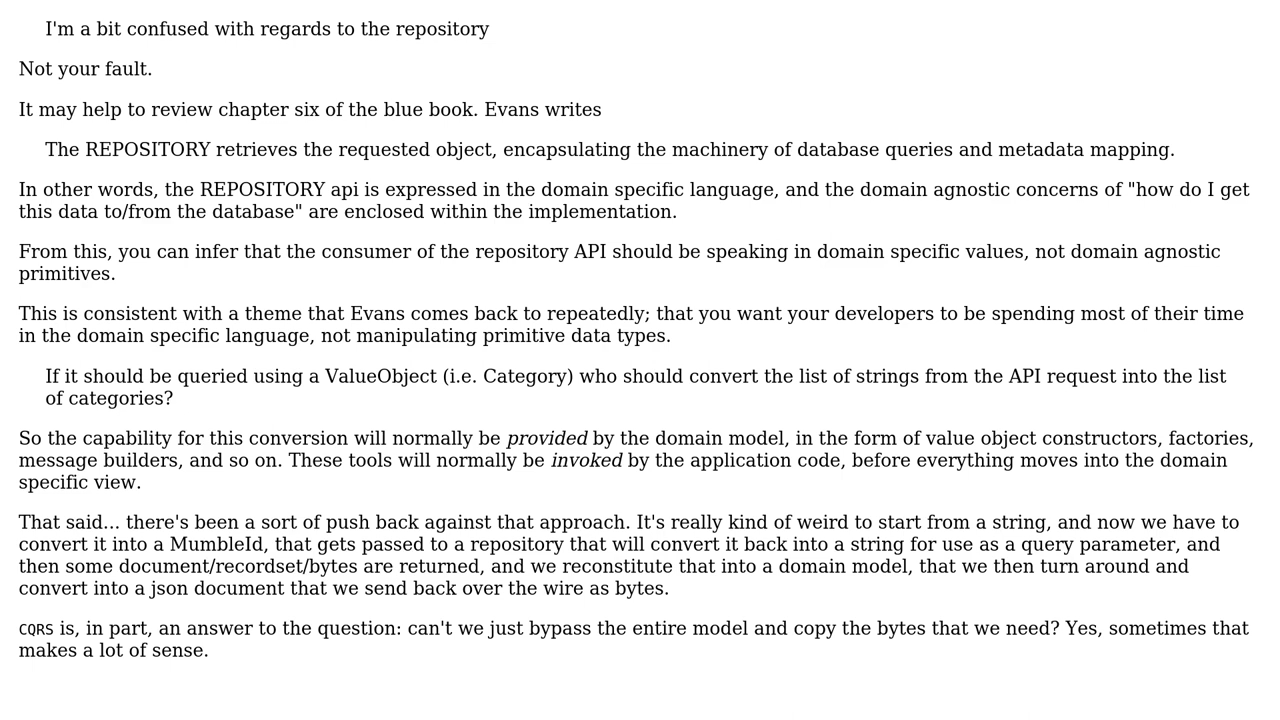 I'm a bit confused with regards to the repository
Not your fault.
It may help to review chapter six of the blue book. Evans writes
The REPOSITORY retrieves the requested object, encapsulating the machinery of database queries and metadata mapping.
In other words, the REPOSITORY api is expressed in the domain specific language, and the domain agnostic concerns of "how do I get
this data to/from the database" are enclosed within the implementation.
From this, you can infer that the consumer of the repository API should be speaking in domain specific values, not domain agnostic
primitives.
This is consistent with a theme that Evans comes back to repeatedly; that you want your developers to be spending most of their time
in the domain specific language, not manipulating primitive data types.
If it should be queried using a ValueObject (i.e. Category) who should convert the list of strings from the API request into the list
of categories?
So the capability for this conversion will normally be provided by the domain model, in the form of value object constructors, factories,
message builders, and so on. These tools will normally be invoked by the application code, before everything moves into the domain
specific view.
That said... there's been a sort of push back against that approach. It's really kind of weird to start from a string, and now we have to
convert it into a MumbleId, that gets passed to a repository that will convert it back into a string for use as a query parameter, and
then some document/recordset/bytes are returned, and we reconstitute that into a domain model, that we then turn around and
convert into a json document that we send back over the wire as bytes.
CQRS is, in part, an answer to the question: can't we just bypass the entire model and copy the bytes that we need? Yes, sometimes that
makes a lot of sense.